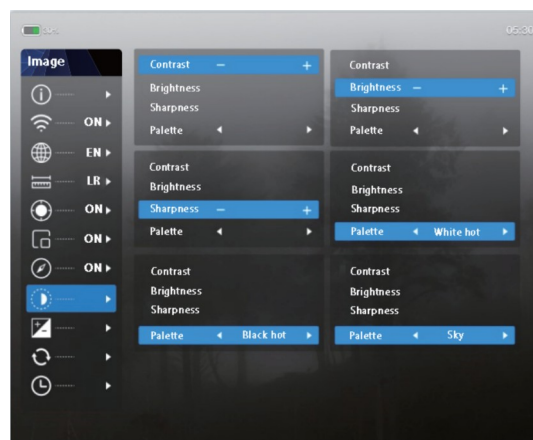 05:30
Image
ON
EN
LR
ON
ON
ON
Contrast − +
Brightness
Sharpness
Palette
Contrast
Brightness − +
Sharpness
Palette
Contrast
Brightness
Sharpness − +
Palette
Contrast
Brightness
Sharpness
Palette White hot
Contrast
Brightness
Sharpness
Palette Black hot
Contrast
Brightness
Sharpness
Palette Sky